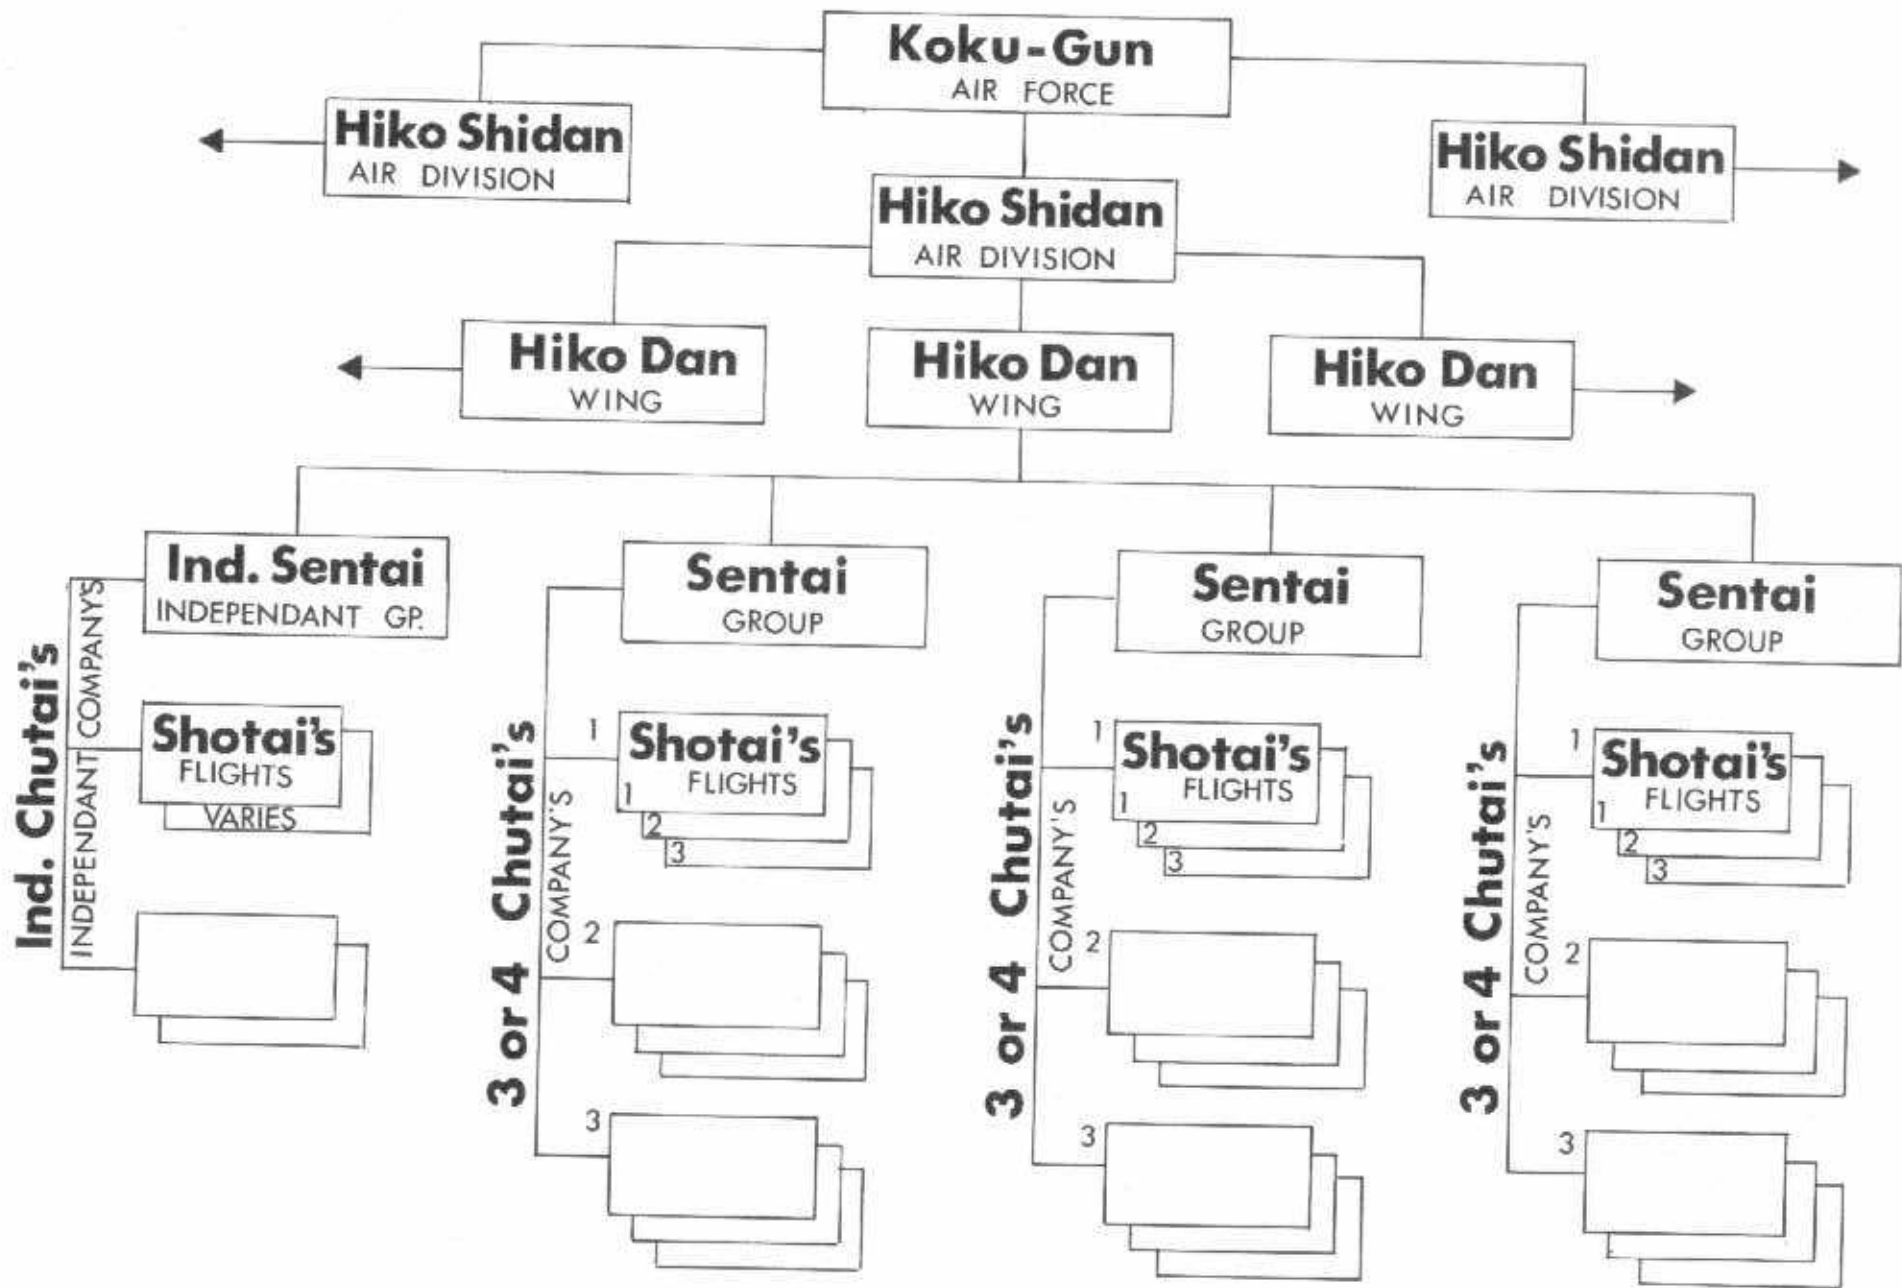 Koku-Gun
AIR FORCE
Hiko Shidan
AIR DIVISION
Hiko Shidan
AIR DIVISION
Hiko Shidan
AIR DIVISION
Hiko Dan
WING
Hiko Dan
WING
Hiko Dan
WING
Ind. Chutai's
INDEPENDANT COMPANY'S
Ind. Sentai
INDEPENDANT GP.
Shotai's
FLIGHTS
VARIES
3 or 4 Chutai's
COMPANY'S
Sentai
GROUP
1
Shotai's
FLIGHTS
1
2
3
2
3
3 or 4 Chutai's
COMPANY'S
Sentai
GROUP
1
Shotai's
FLIGHTS
1
2
3
2
3
3 or 4 Chutai's
COMPANY'S
Sentai
GROUP
1
Shotai's
FLIGHTS
1
2
3
2
3